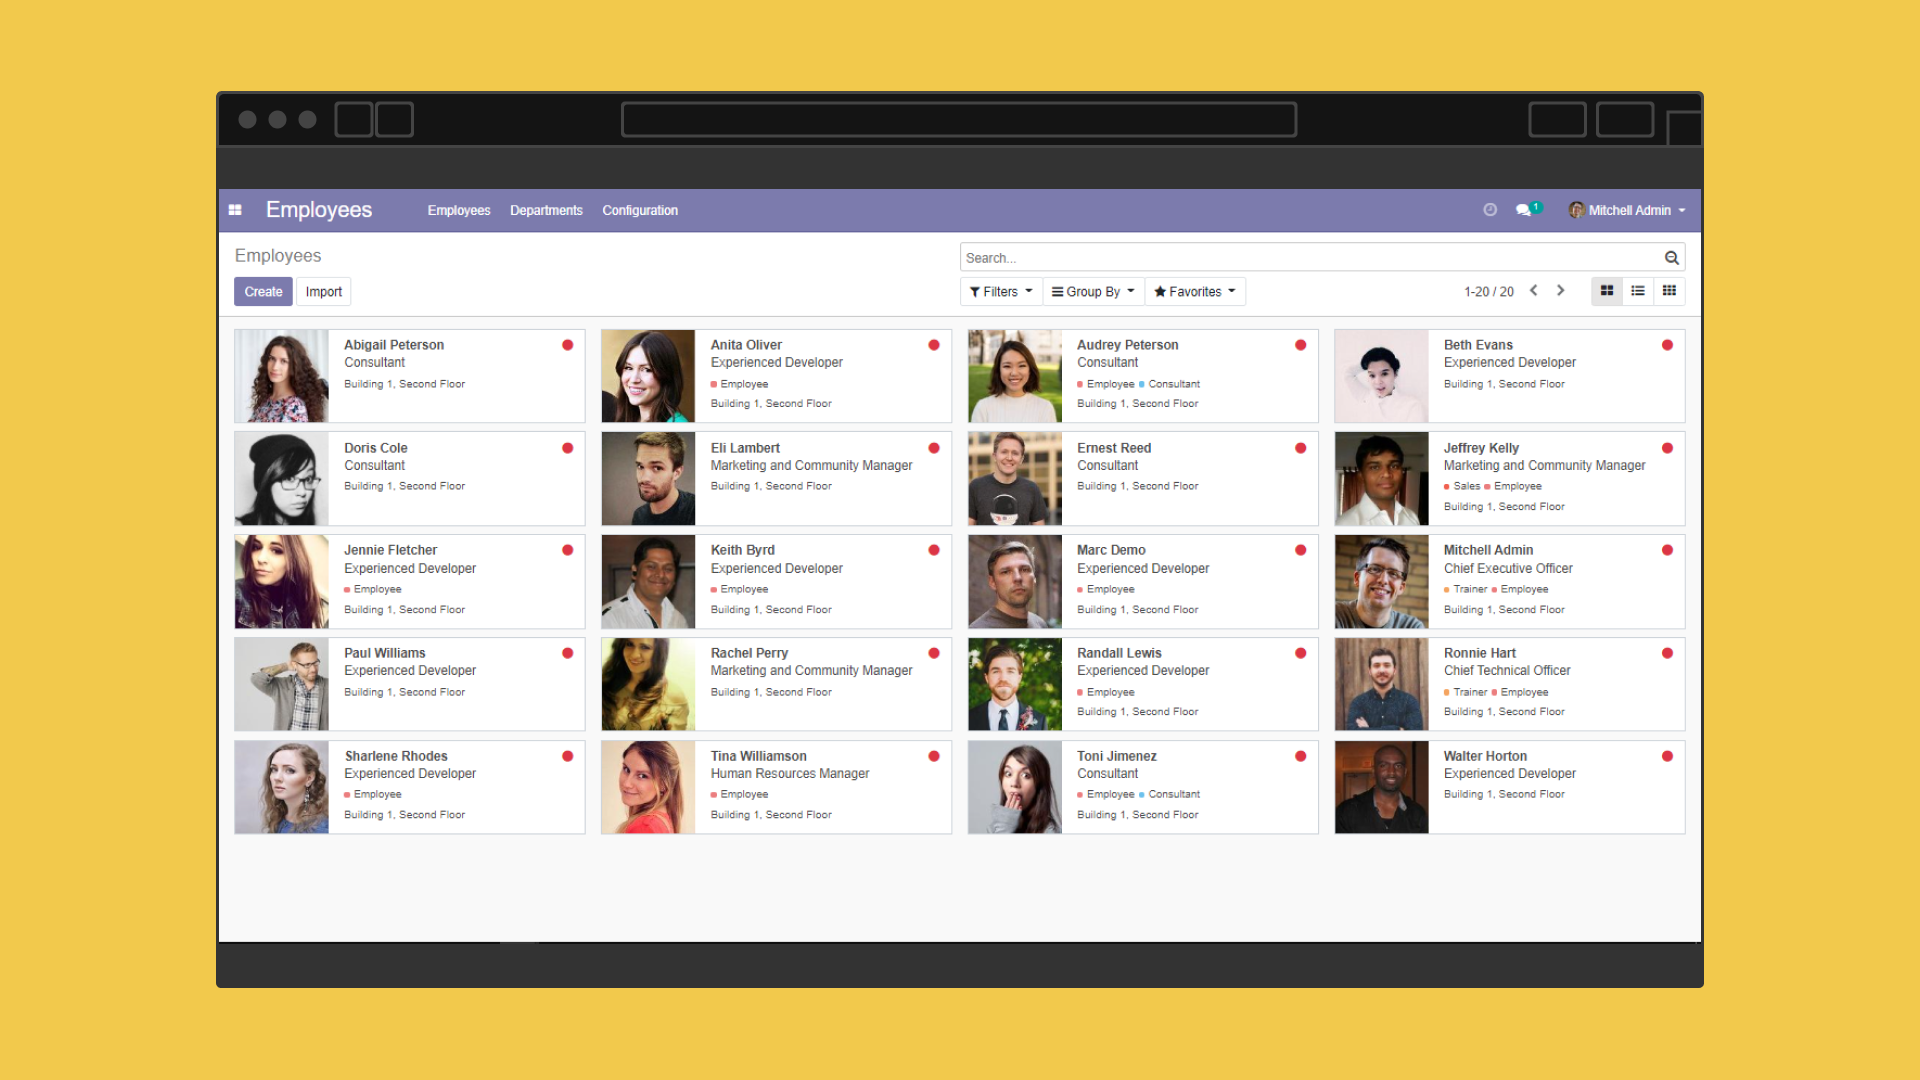 Employees Employees Departments Configuration 1 Mitchell Admin
Employees
Search...
Create Import Filters Group By Favorites 1-20 / 20
Abigail Peterson
Consultant
Building 1, Second Floor
Anita Oliver
Experienced Developer
Employee
Building 1, Second Floor
Audrey Peterson
Consultant
Employee Consultant
Building 1, Second Floor
Beth Evans
Experienced Developer
Building 1, Second Floor
Doris Cole
Consultant
Building 1, Second Floor
Eli Lambert
Marketing and Community Manager
Building 1, Second Floor
Ernest Reed
Consultant
Building 1, Second Floor
Jeffrey Kelly
Marketing and Community Manager
Sales Employee
Building 1, Second Floor
Jennie Fletcher
Experienced Developer
Employee
Building 1, Second Floor
Keith Byrd
Experienced Developer
Employee
Building 1, Second Floor
Marc Demo
Experienced Developer
Employee
Building 1, Second Floor
Mitchell Admin
Chief Executive Officer
Trainer Employee
Building 1, Second Floor
Paul Williams
Experienced Developer
Building 1, Second Floor
Rachel Perry
Marketing and Community Manager
Building 1, Second Floor
Randall Lewis
Experienced Developer
Employee
Building 1, Second Floor
Ronnie Hart
Chief Technical Officer
Trainer Employee
Building 1, Second Floor
Sharlene Rhodes
Experienced Developer
Employee
Building 1, Second Floor
Tina Williamson
Human Resources Manager
Employee
Building 1, Second Floor
Toni Jimenez
Consultant
Employee Consultant
Building 1, Second Floor
Walter Horton
Experienced Developer
Building 1, Second Floor